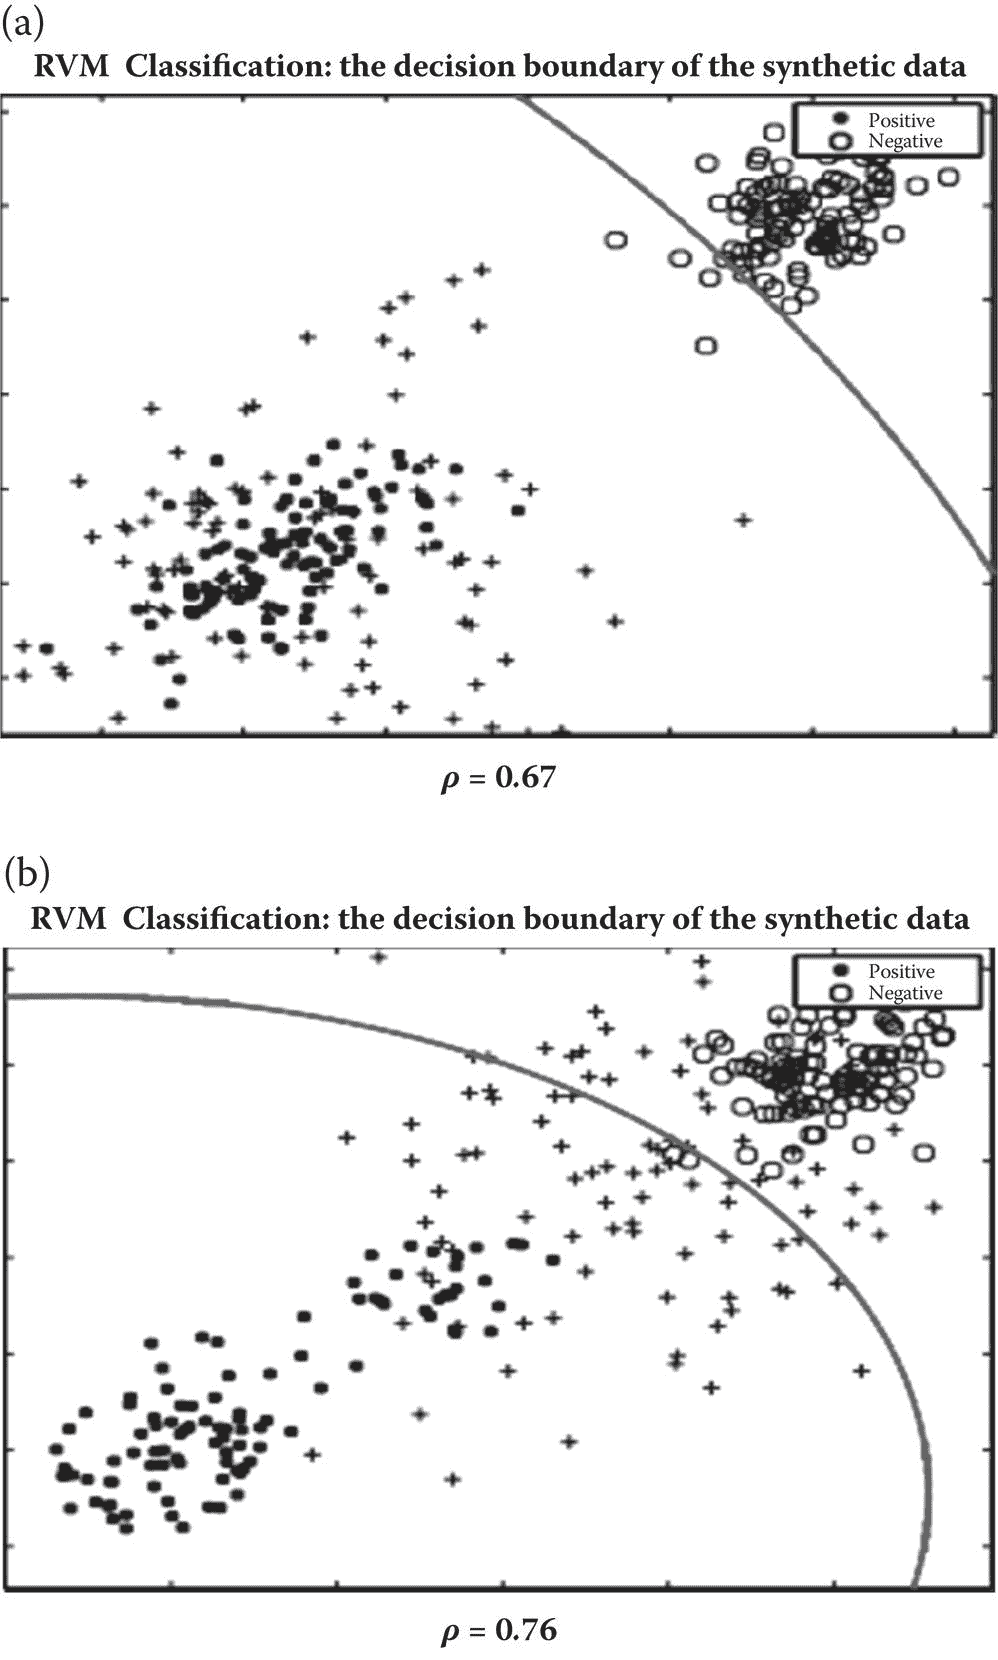 (a)
RVM Classification: the decision boundary of the synthetic data
Positive
Negative
ρ = 0.67
(b)
RVM Classification: the decision boundary of the synthetic data
Positive
Negative
ρ = 0.76